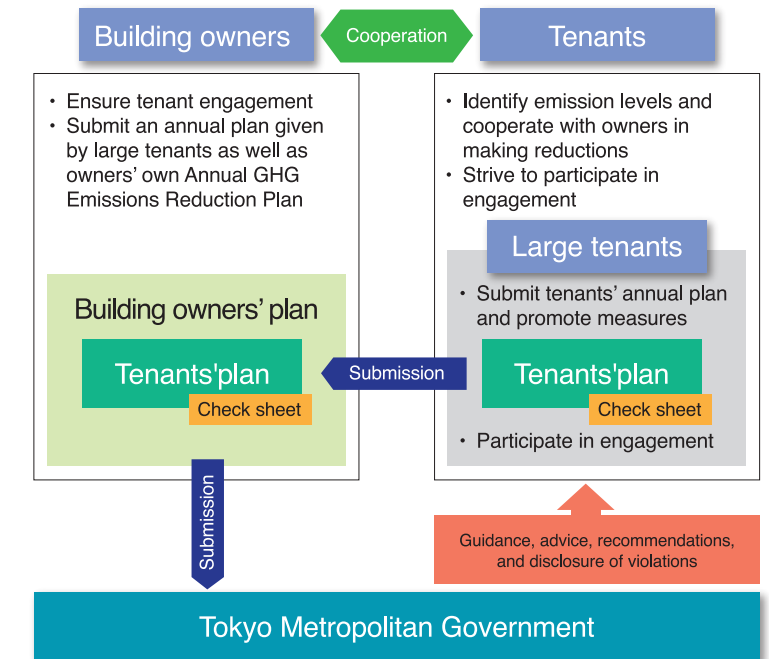 Building owners
Cooperation
Tenants
・ Ensure tenant engagement
・ Submit an annual plan given
by large tenants as well as
owners' own Annual GHG
Emissions Reduction Plan
Building owners' plan
Tenants'plan
Check sheet
・ Identify emission levels and
cooperate with owners in
making reductions
・ Strive to participate in
engagement
Large tenants
・ Submit tenants' annual plan
and promote measures
Submission
Tenants'plan
Check sheet
・ Participate in engagement
Submission
Guidance, advice, recommendations,
and disclosure of violations
Tokyo Metropolitan Government